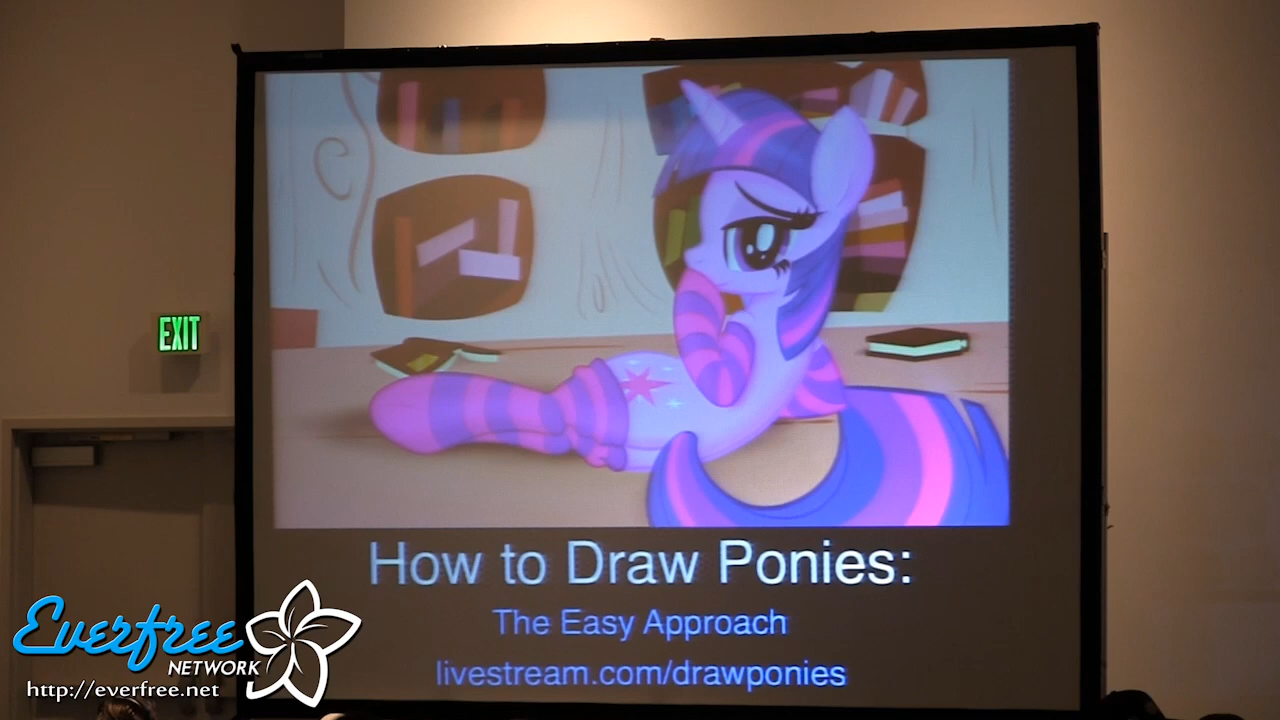 EXIT
How to Draw Ponies:
The Easy Approach
livestream.com/drawponies
Everfree
NETWORK
http://everfree.net